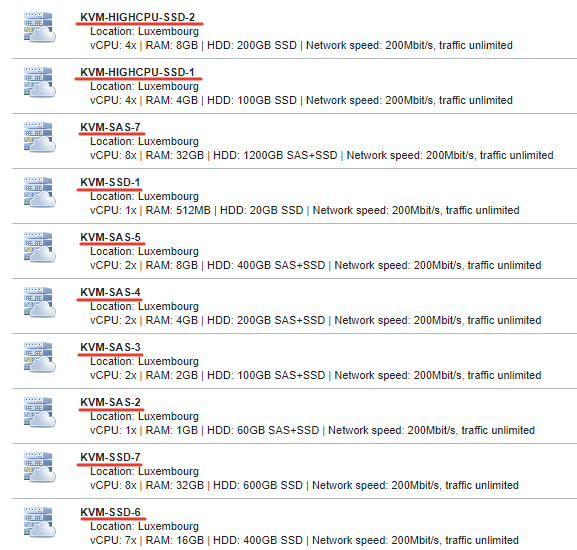 KVM-HIGHCPU-SSD-2
Location: Luxembourg
vCPU: 4x | RAM: 8GB | HDD: 200GB SSD | Network speed: 200Mbit/s, traffic unlimited
KVM-HIGHCPU-SSD-1
Location: Luxembourg
vCPU: 4x | RAM: 4GB | HDD: 100GB SSD | Network speed: 200Mbit/s, traffic unlimited
KVM-SAS-7
Location: Luxembourg
vCPU: 8x | RAM: 32GB | HDD: 1200GB SAS+SSD | Network speed: 200Mbit/s, traffic unlimited
KVM-SSD-1
Location: Luxembourg
vCPU: 1x | RAM: 512MB | HDD: 20GB SSD | Network speed: 200Mbit/s, traffic unlimited
KVM-SAS-5
Location: Luxembourg
vCPU: 2x | RAM: 8GB | HDD: 400GB SAS+SSD | Network speed: 200Mbit/s, traffic unlimited
KVM-SAS-4
Location: Luxembourg
vCPU: 2x | RAM: 4GB | HDD: 200GB SAS+SSD | Network speed: 200Mbit/s, traffic unlimited
KVM-SAS-3
Location: Luxembourg
vCPU: 2x | RAM: 2GB | HDD: 100GB SAS+SSD | Network speed: 200Mbit/s, traffic unlimited
KVM-SAS-2
Location: Luxembourg
vCPU: 1x | RAM: 1GB | HDD: 60GB SAS+SSD | Network speed: 200Mbit/s, traffic unlimited
KVM-SSD-7
Location: Luxembourg
vCPU: 8x | RAM: 32GB | HDD: 600GB SSD | Network speed: 200Mbit/s, traffic unlimited
KVM-SSD-6
Location: Luxembourg
vCPU: 7x | RAM: 16GB | HDD: 400GB SSD | Network speed: 200Mbit/s, traffic unlimited